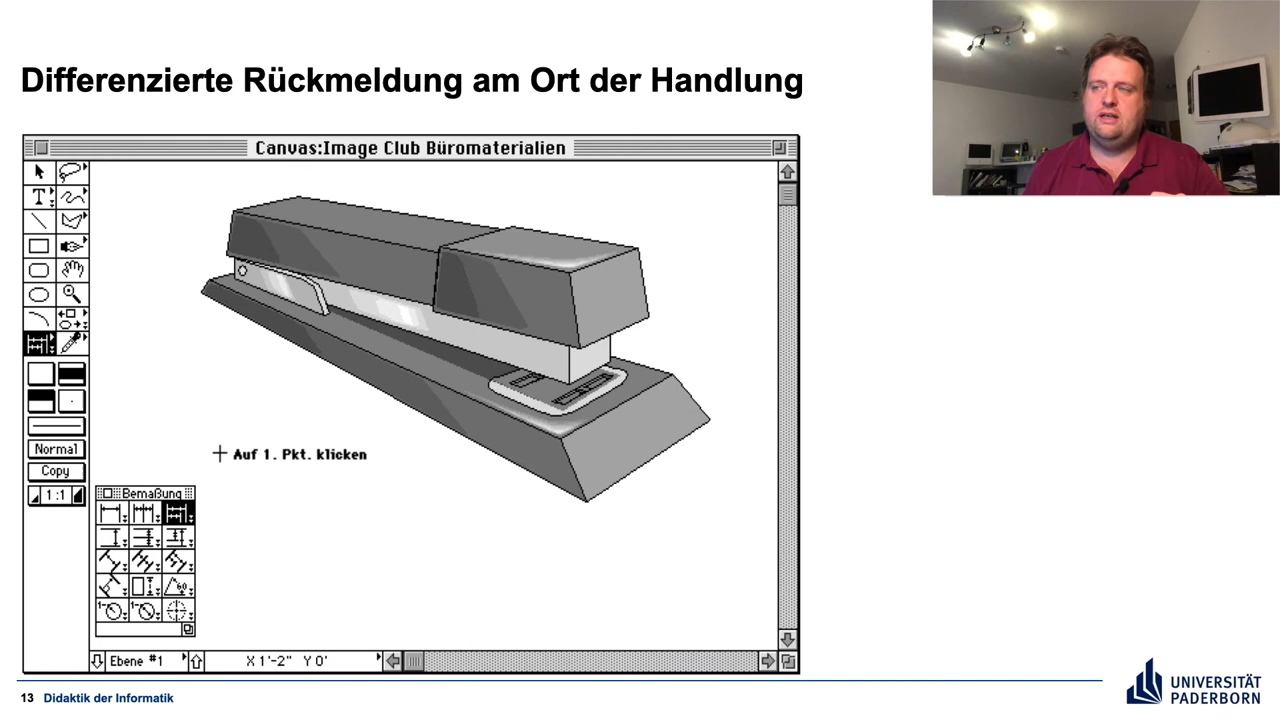 Differenzierte Rückmeldung am Ort der Handlung
Canvas:Image Club Büromaterialien
T
Auf 1. Pkt. klicken
Normal
Copy
1:1
Bemaßung
Ebene #1
X 1'-2" Y 0'
13 Didaktik der Informatik
UNIVERSITÄT
PADERBORN